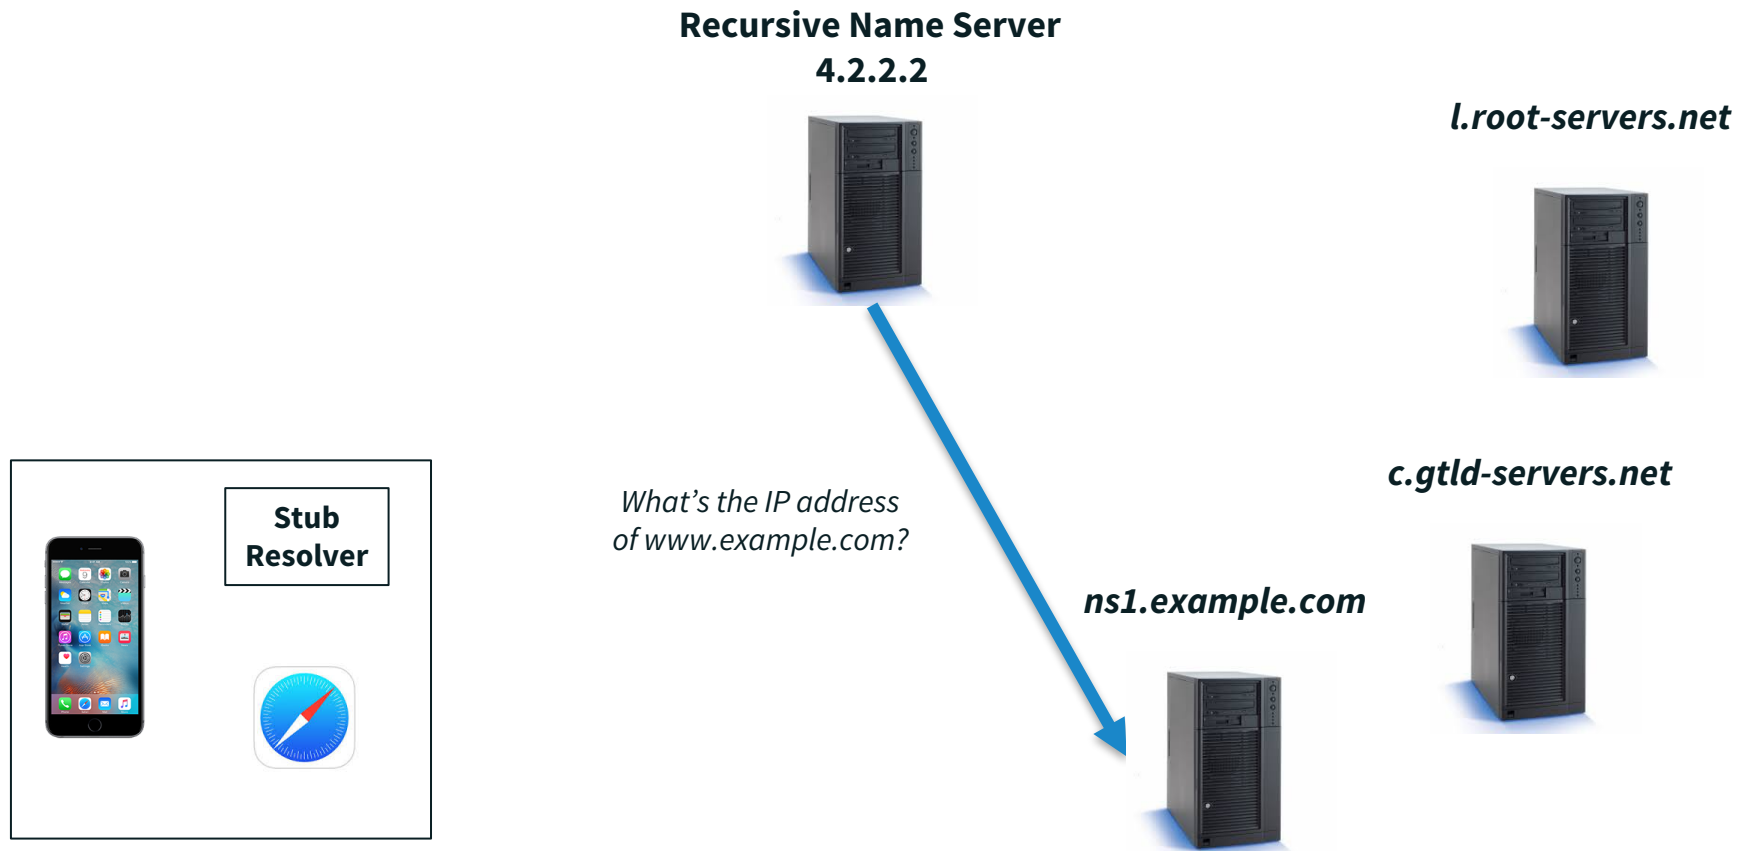 Recursive Name Server
4.2.2.2
l.root-servers.net
c.gtld-servers.net
What’s the IP address
of www.example.com?
Stub
Resolver
ns1.example.com